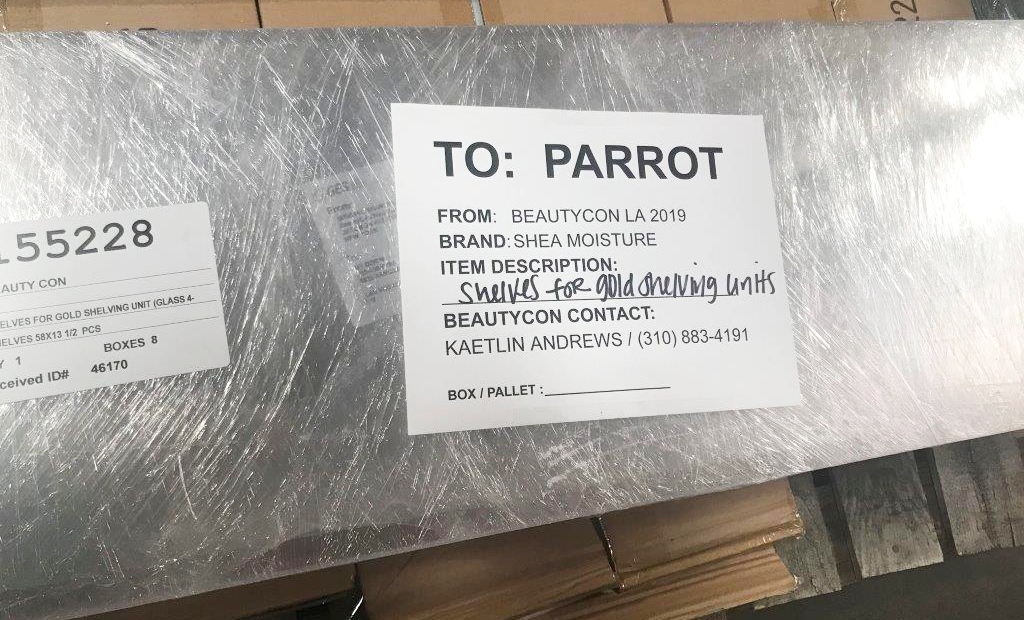 155228
AUTY CON
ELVES FOR GOLD SHELVING UNIT (GLASS 4-
ELVES 58X13 1/2 PCS
Y 1 BOXES 8
ceived ID# 46170
TO: PARROT
FROM: BEAUTYCON LA 2019
BRAND: SHEA MOISTURE
ITEM DESCRIPTION:
Shelves for gold shelving units
BEAUTYCON CONTACT:
KAETLIN ANDREWS / (310) 883-4191
BOX / PALLET :
22